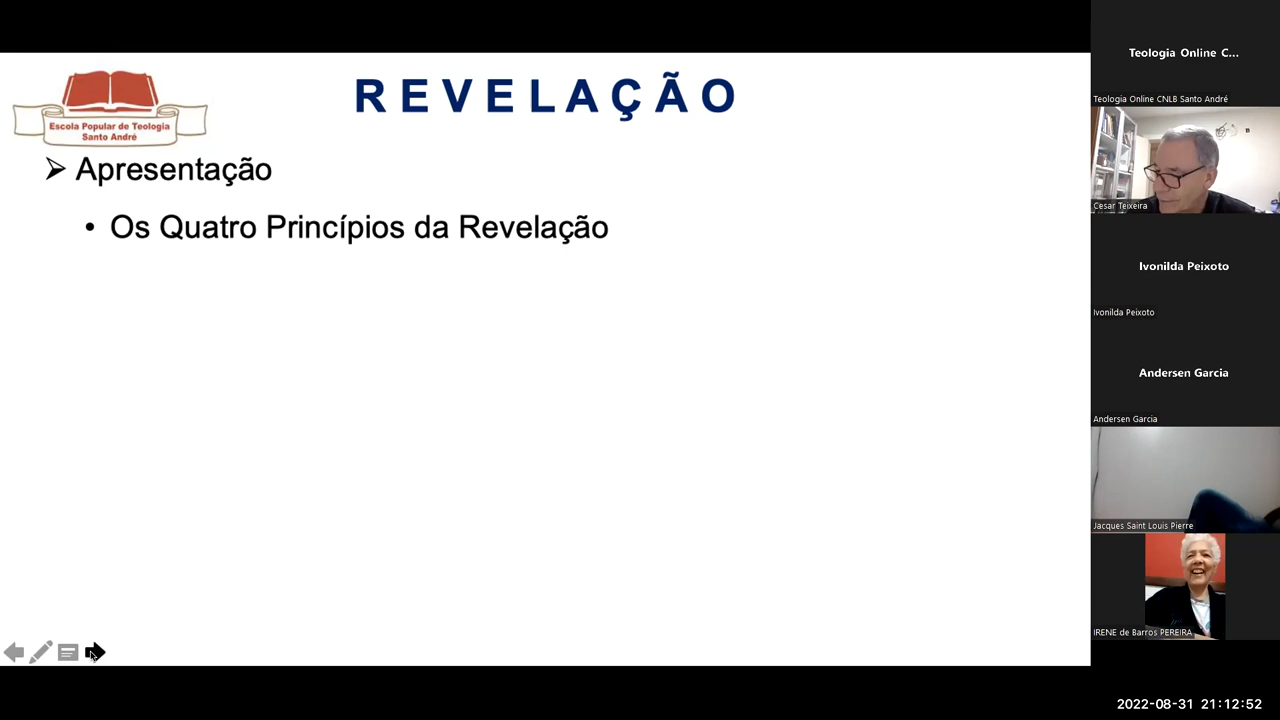 REVELAÇÃO
Escola Popular de Teologia
Santo André
Apresentação
• Os Quatro Princípios da Revelação
Teologia Online C...
Teologia Online CNLB Santo André
Cesar Teixeira
Ivonilda Peixoto
Ivonilda Peixoto
Andersen Garcia
Andersen Garcia
Jacques Saint Louis Pierre
IRENE de Barros PEREIRA
2022-08-31 21:12:52